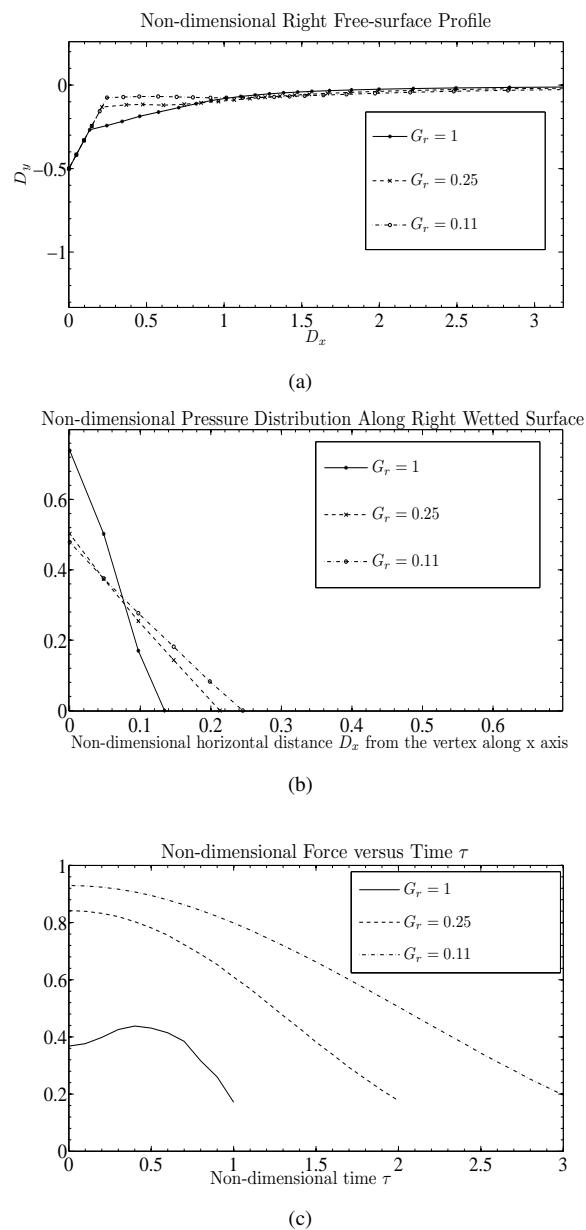 Non-dimensional Right Free-surface Profile
0
−0.5
−1
D_y
G_r = 1
G_r = 0.25
G_r = 0.11
0 0.5 1 1.5 2 2.5 3
D_x
(a)
Non-dimensional Pressure Distribution Along Right Wetted Surface
0.6
0.4
0.2
0
G_r = 1
G_r = 0.25
G_r = 0.11
0 0.1 0.2 0.3 0.4 0.5 0.6
Non-dimensional horizontal distance D_x from the vertex along x axis
(b)
Non-dimensional Force versus Time τ
1
0.8
0.6
0.4
0.2
0
G_r = 1
G_r = 0.25
G_r = 0.11
0 0.5 1 1.5 2 2.5 3
Non-dimensional time τ
(c)